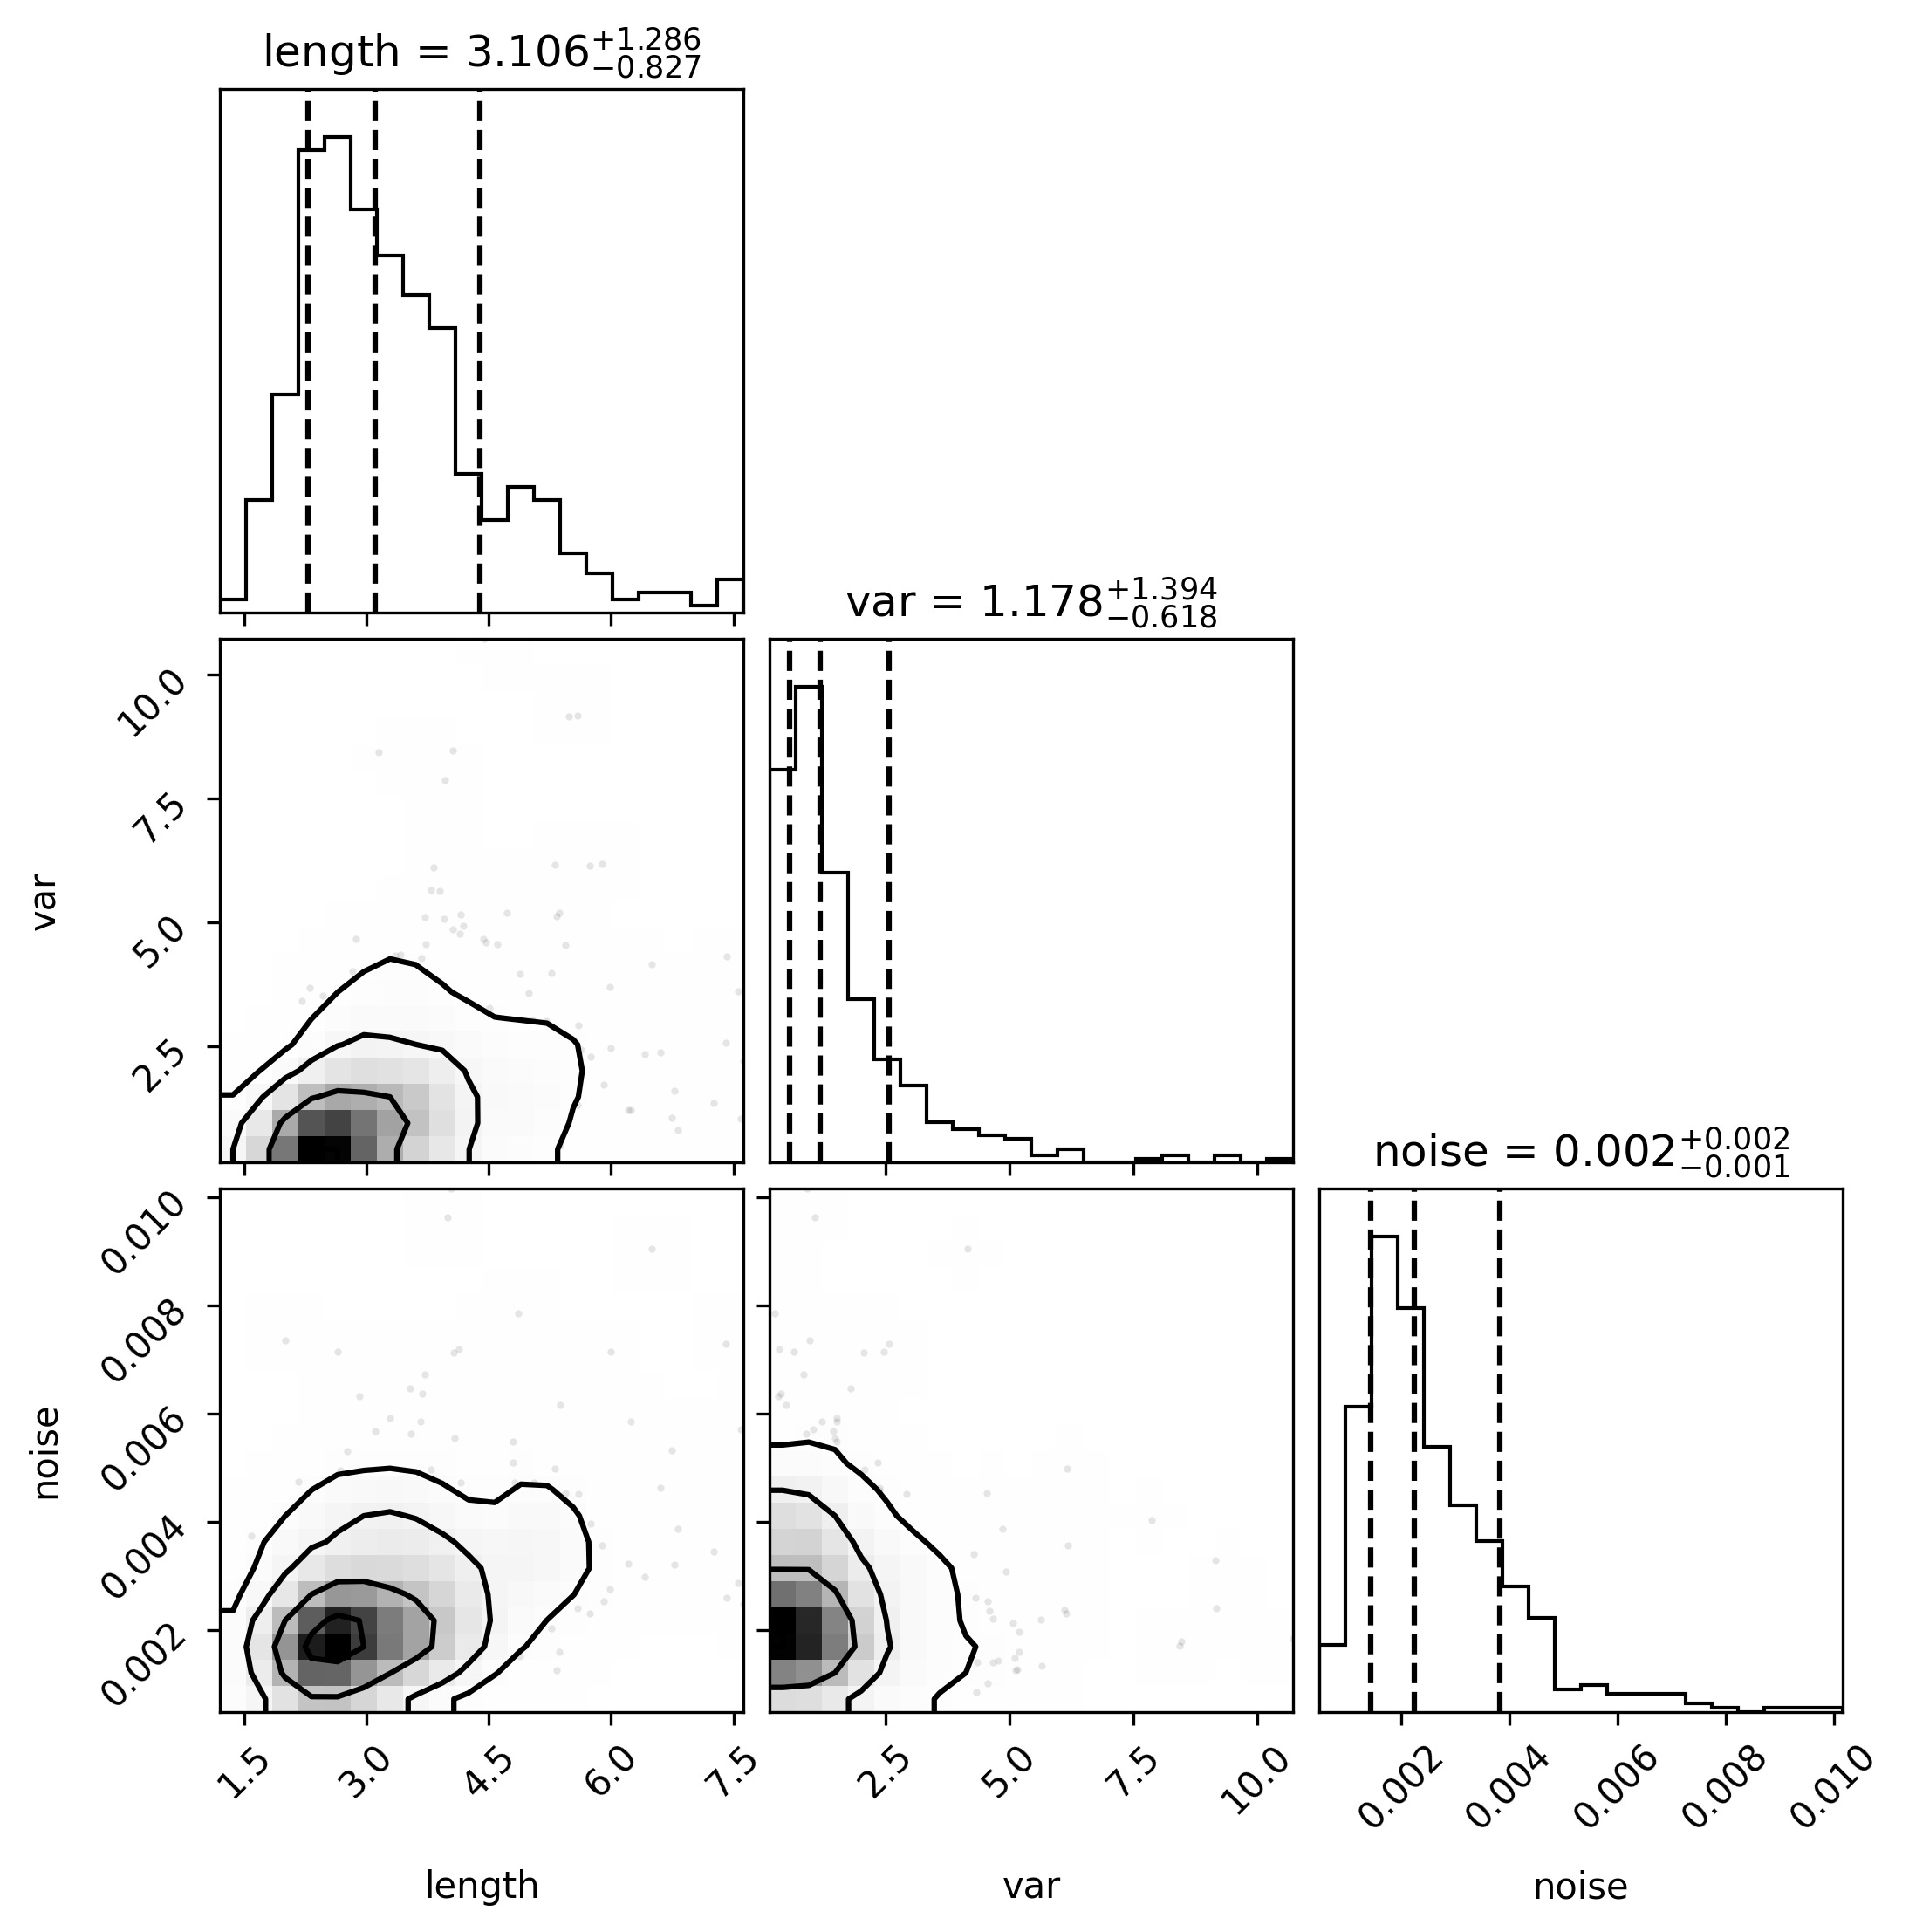 length = 3.106 +1.286 −0.827
var = 1.178 +1.394 −0.618
10.0
7.5
5.0
2.5
var
noise = 0.002 +0.002 −0.001
0.010
0.008
0.006
0.004
0.002
noise
1.5 3.0 4.5 6.0 7.5 2.5 5.0 7.5 10.0 0.002 0.004 0.006 0.008 0.010
length var noise